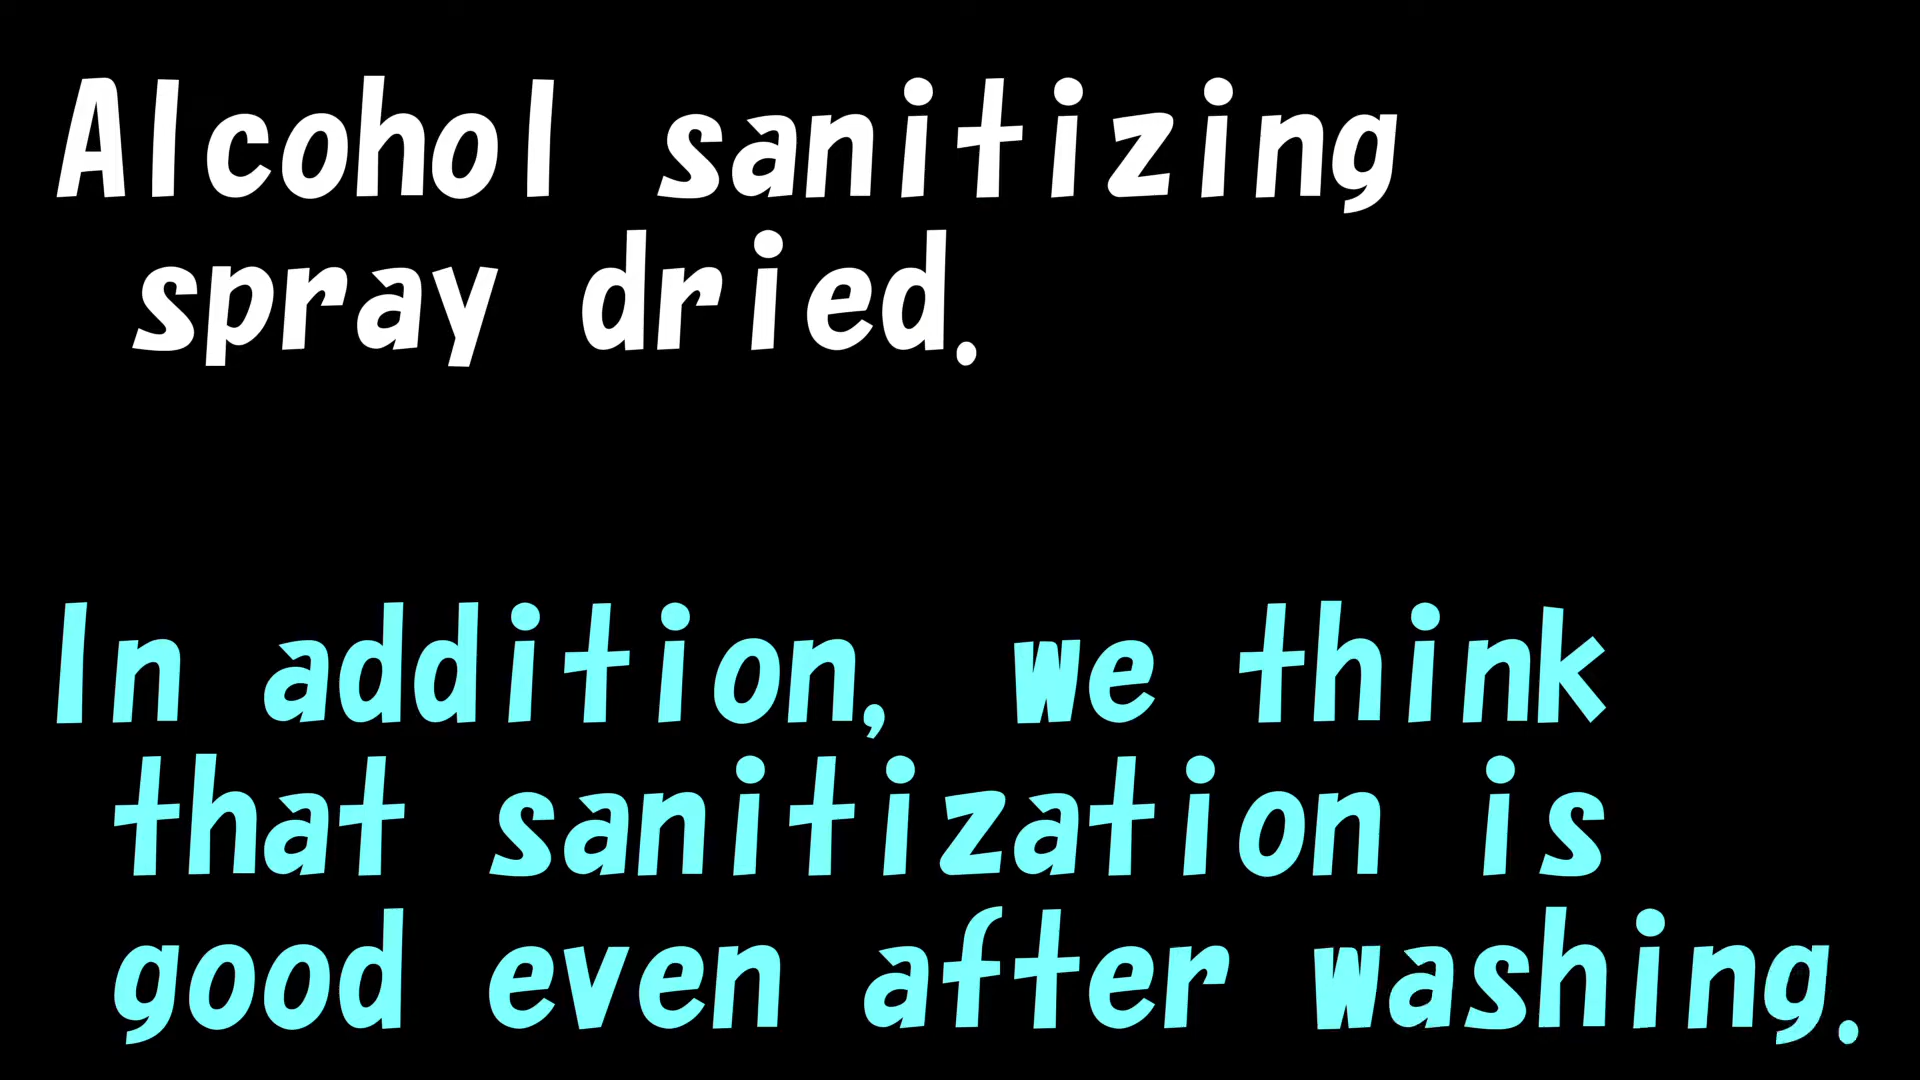 Alcohol sanitizing
spray dried.
In addition, we think
that sanitization is
good even after washing.